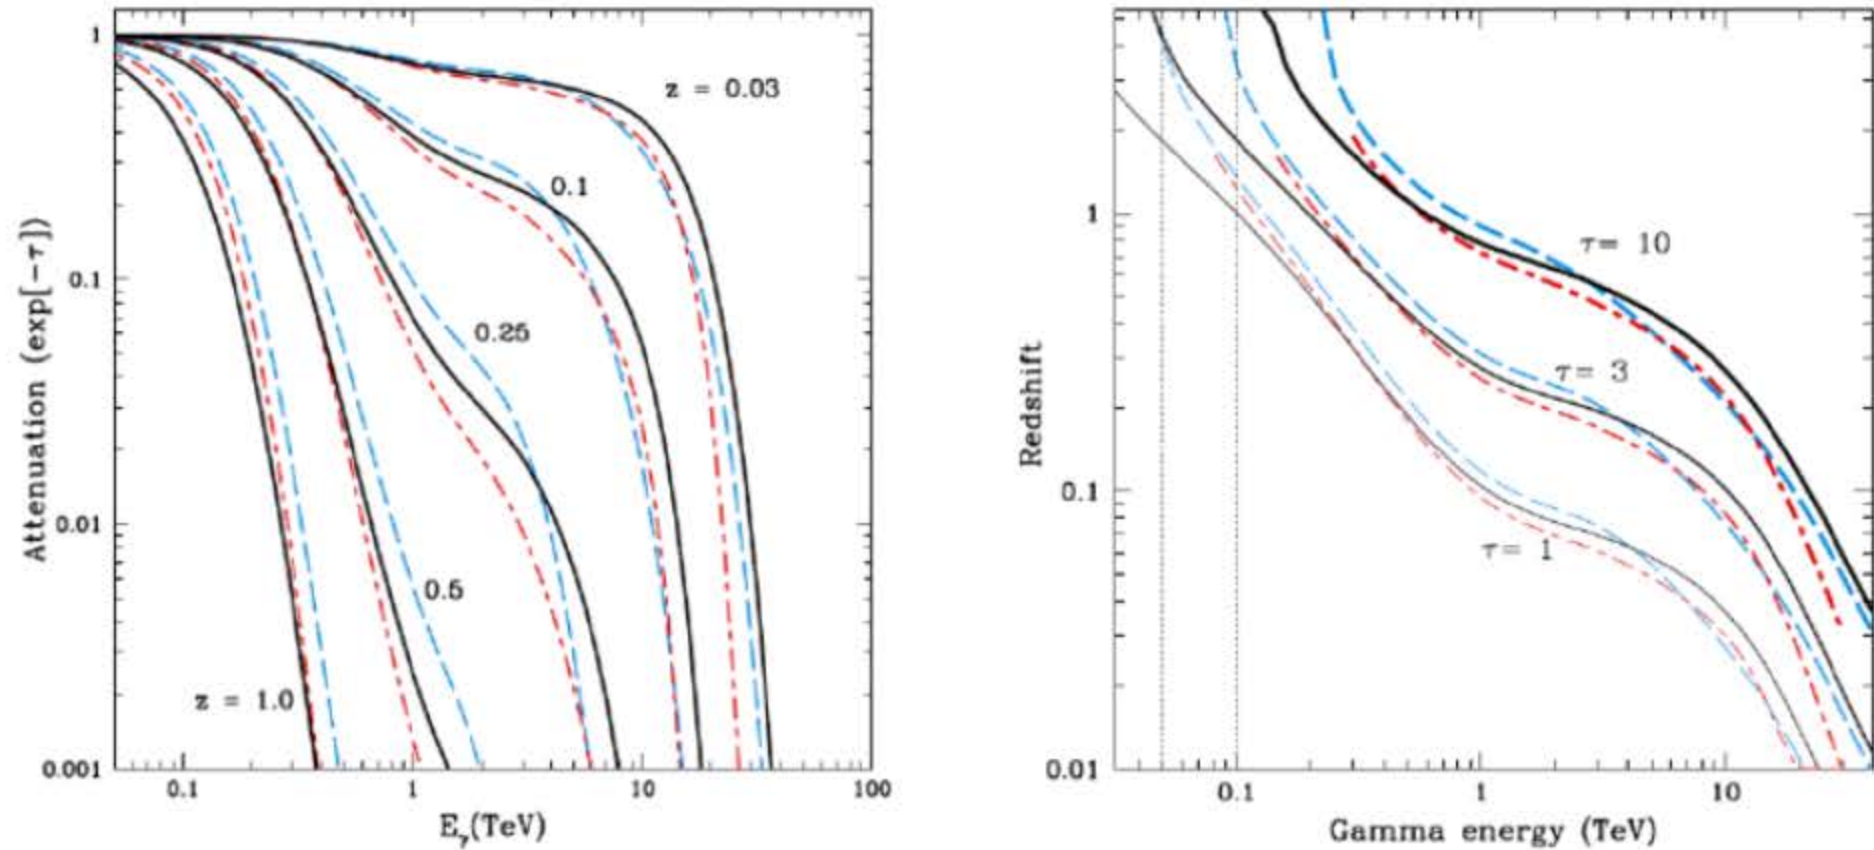 Attenuation (exp[-τ])
1
0.1
0.01
0.001
z = 0.03
0.1
0.25
0.5
z = 1.0
0.1
1
10
100
Eγ(TeV)
Redshift
1
0.1
0.01
τ= 10
τ= 3
τ= 1
0.1
1
10
Gamma energy (TeV)